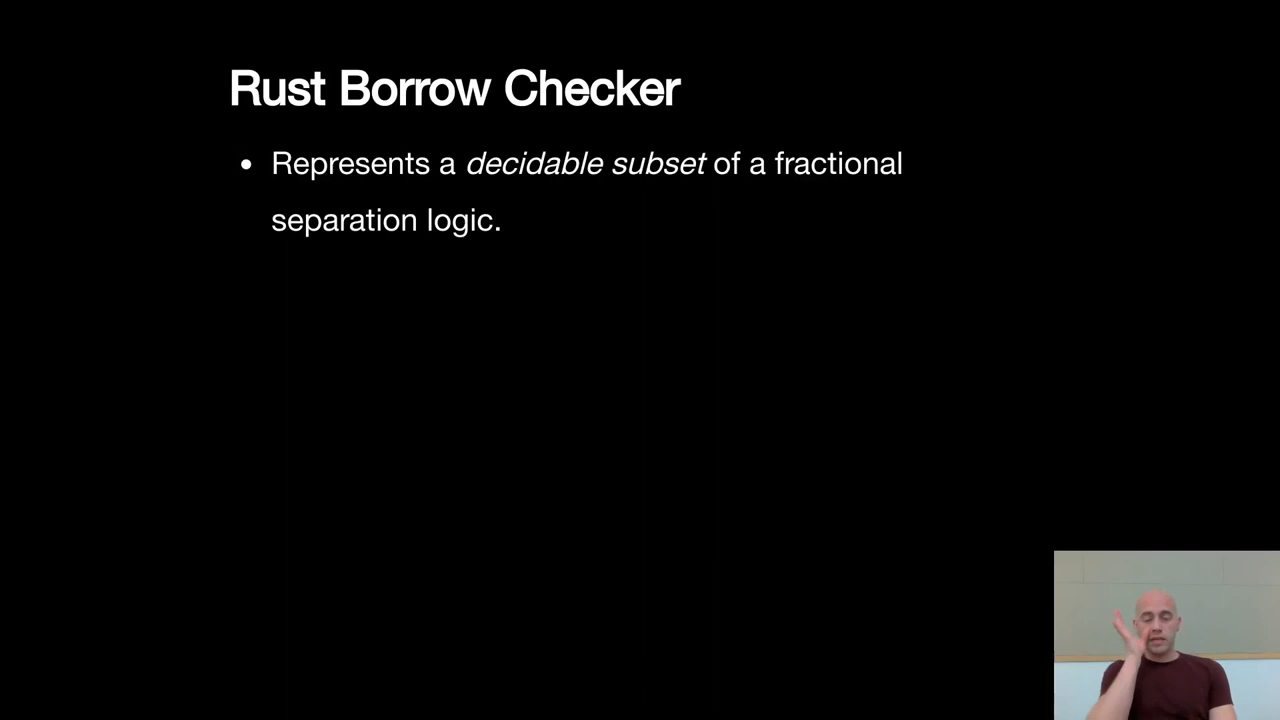 Rust Borrow Checker
• Represents a decidable subset of a fractional
separation logic.